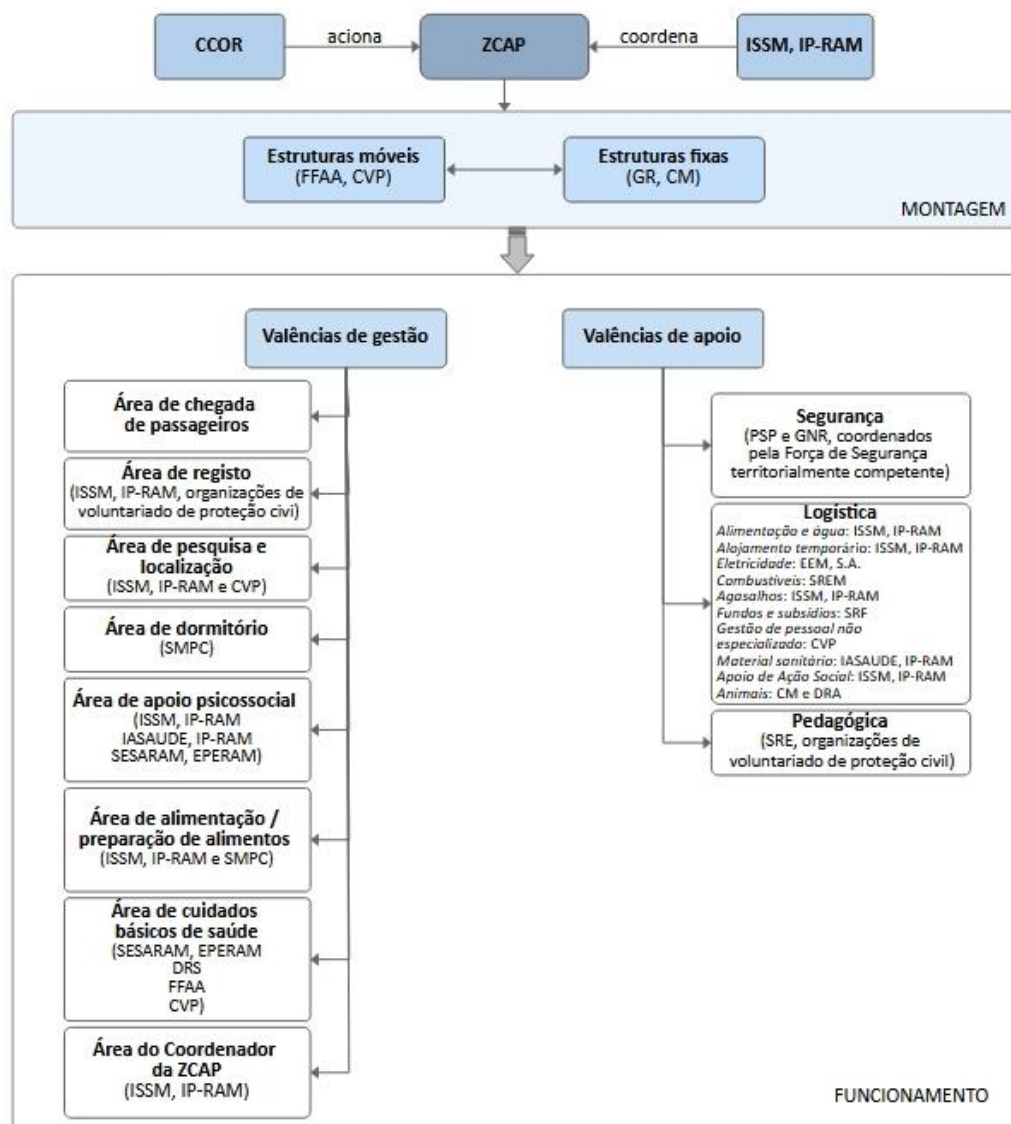 CCOR
aciona
ZCAP
coordena
ISSM, IP-RAM
Estruturas móveis
(FFAA, CVP)
Estruturas fixas
(GR, CM)
MONTAGEM
Valências de gestão
Área de chegada
de passageiros
Área de registo
(ISSM, IP-RAM, organizações de
voluntariado de proteção civi)
Área de pesquisa e
localização
(ISSM, IP-RAM e CVP)
Área de dormitório
(SMPC)
Área de apoio psicossocial
(ISSM, IP-RAM
IASAUDE, IP-RAM
SESARAM, EPERAM)
Área de alimentação /
preparação de alimentos
(ISSM, IP-RAM e SMPC)
Área de cuidados
básicos de saúde
(SESARAM, EPERAM
DRS
FFAA
CVP)
Área do Coordenador
da ZCAP
(ISSM, IP-RAM)
Valências de apoio
Segurança
(PSP e GNR, coordenados
pela Força de Segurança
territorialmente competente)
Logística
Alimentação e água: ISSM, IP-RAM
Alojamento temporário: ISSM, IP-RAM
Eletricidade: EEM, S.A.
Combustíveis: SREM
Agasalhos: ISSM, IP-RAM
Fundos e subsídios: SRF
Gestão de pessoal não
especializada: CVP
Material sanitário: IASAUDE, IP-RAM
Apoio de Ação Social: ISSM, IP-RAM
Animais: CM e DRA
Pedagógica
(SRE, organizações de
voluntariado de proteção civil)
FUNCIONAMENTO